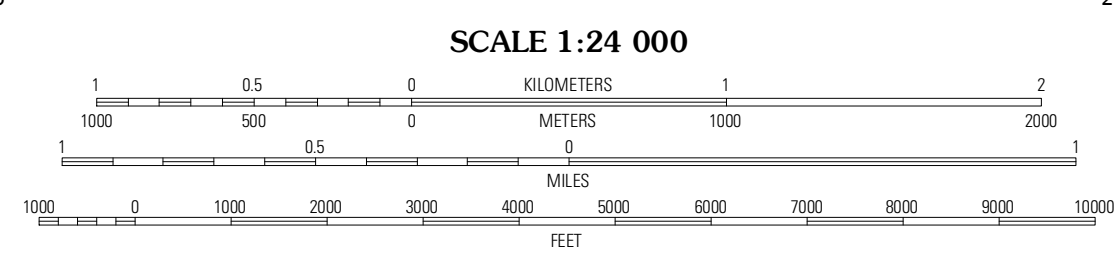 SCALE 1:24 000
1 0.5 0 KILOMETERS 1 2
1000 500 0 METERS 1000 2000
1 0.5 0 1
MILES
1000 0 1000 2000 3000 4000 5000 6000 7000 8000 9000 10000
FEET